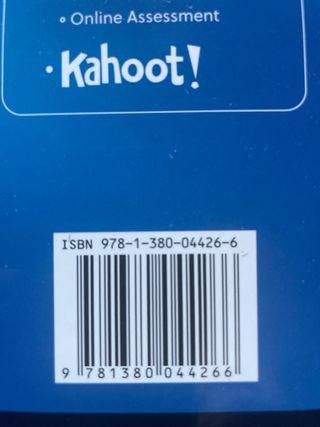 ◦ Online Assessment
• Kahoot!
ISBN 978-1-380-04426-6
9 781380 044266